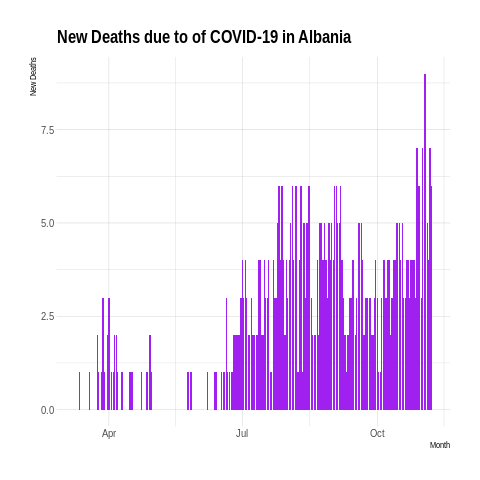 New Deaths due to of COVID-19 in Albania
New Deaths
7.5
5.0
2.5
0.0
Apr Jul Oct
Month